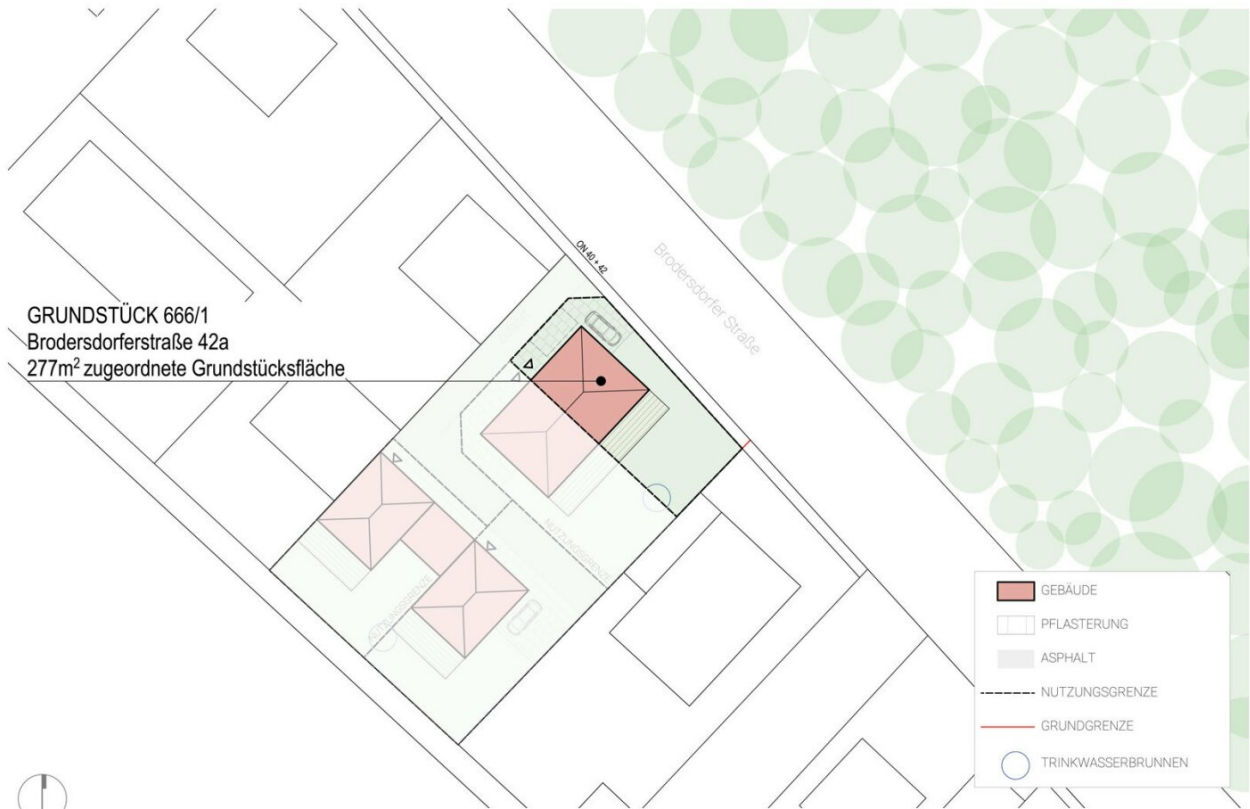 GRUNDSTÜCK 666/1
Brodersdorferstraße 42a
277m² zugeordnete Grundstücksfläche
ON 40 + 42
Brodersdorfer Straße
NUTZUNGSGRENZE
NUTZUNGSGRENZE
GEBÄUDE
PFLASTERUNG
ASPHALT
NUTZUNGSGRENZE
GRUNDGRENZE
TRINKWASSERBRUNNEN